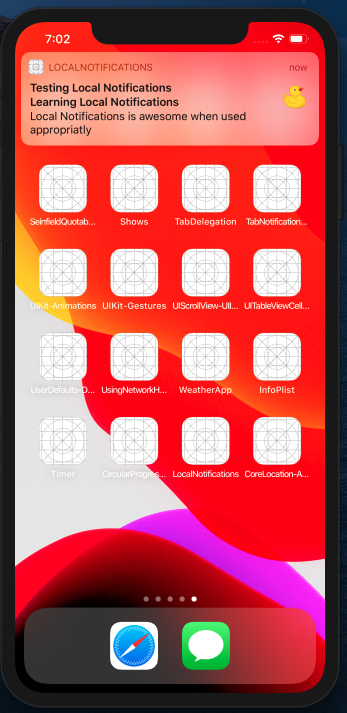 7:02
LOCALNOTIFICATIONS now
Testing Local Notifications
Learning Local Notifications
Local Notifications is awesome when used
appropriatly
SeinfieldQuotab... Shows TabDelegation TabNotification...
UIKit-Animations UIKit-Gestures UIScrollView-UII... UITableViewCell...
UserDefaults-D... UsingNetworkH... WeatherApp InfoPlist
Timer CircularProgres... LocalNotifications CoreLocation-A...